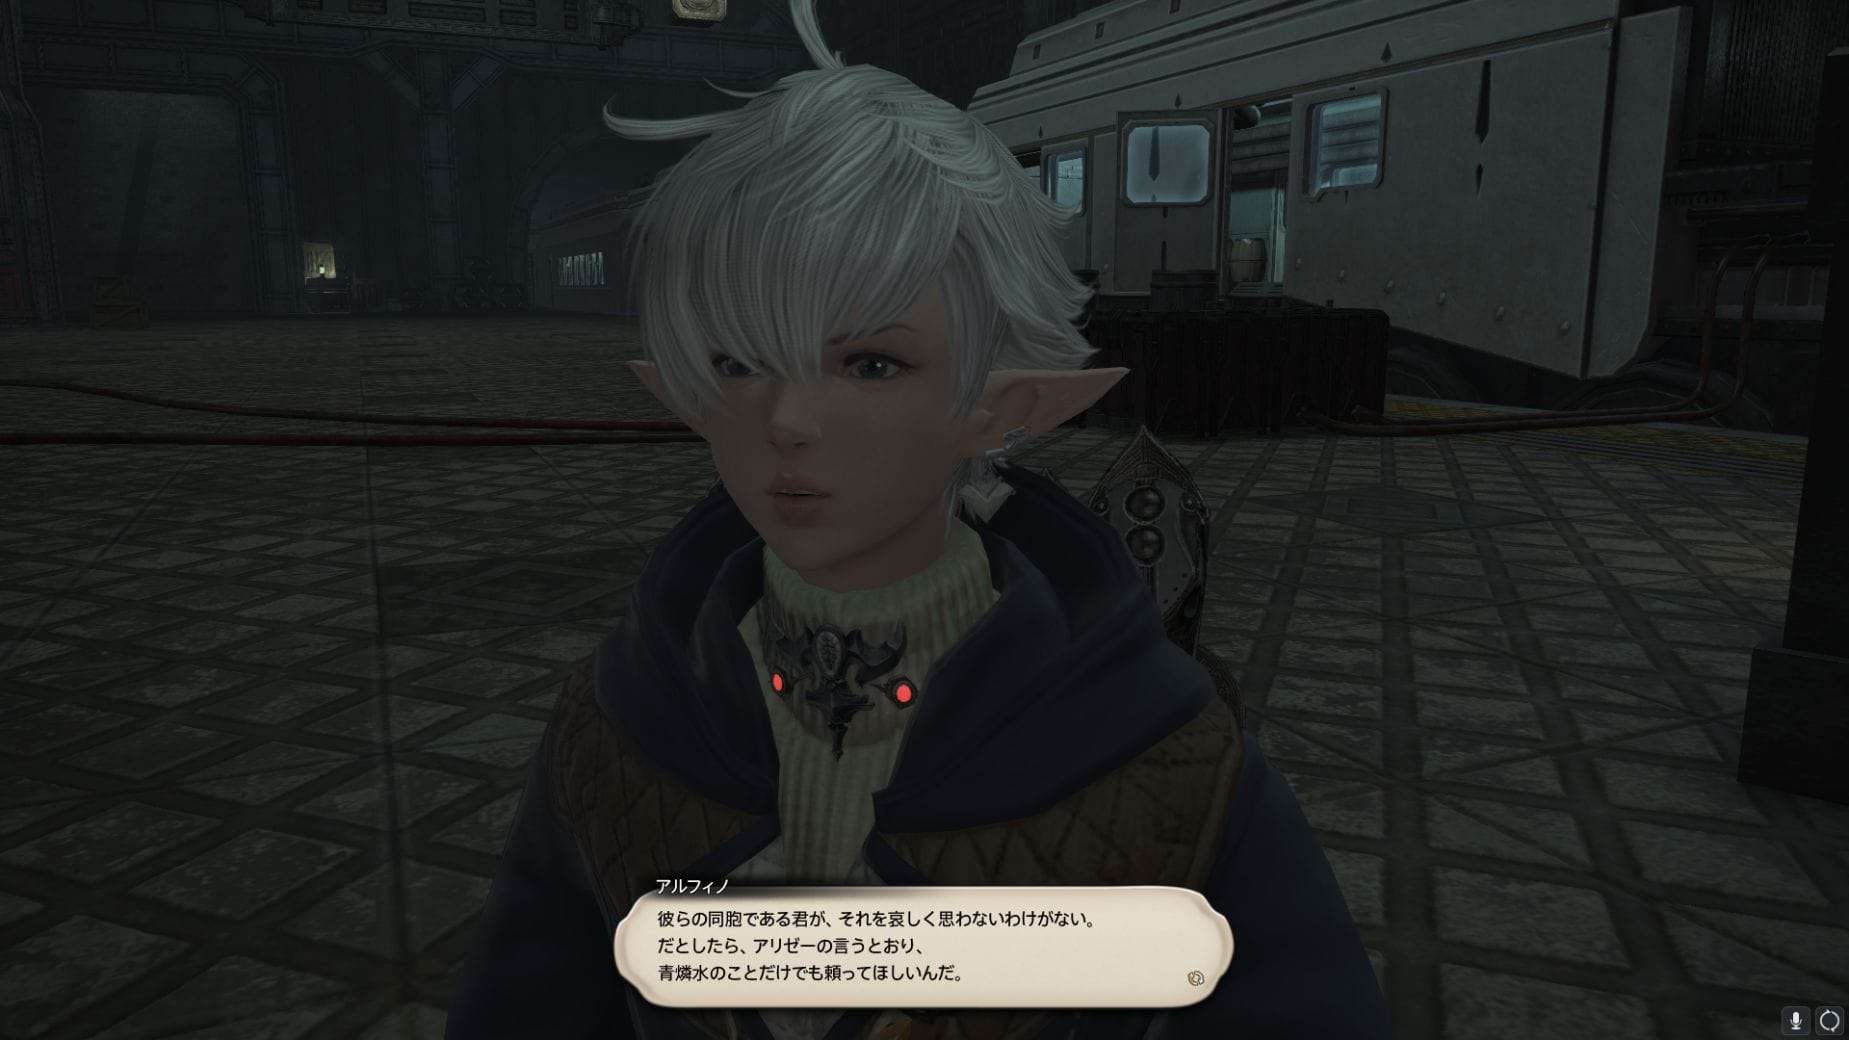 アルフィノ
彼らの同胞である君が、それを哀しく思わないわけがない。
だとしたら、アリゼーの言うとおり、
青燐水のことだけでも頼ってほしいんだ。